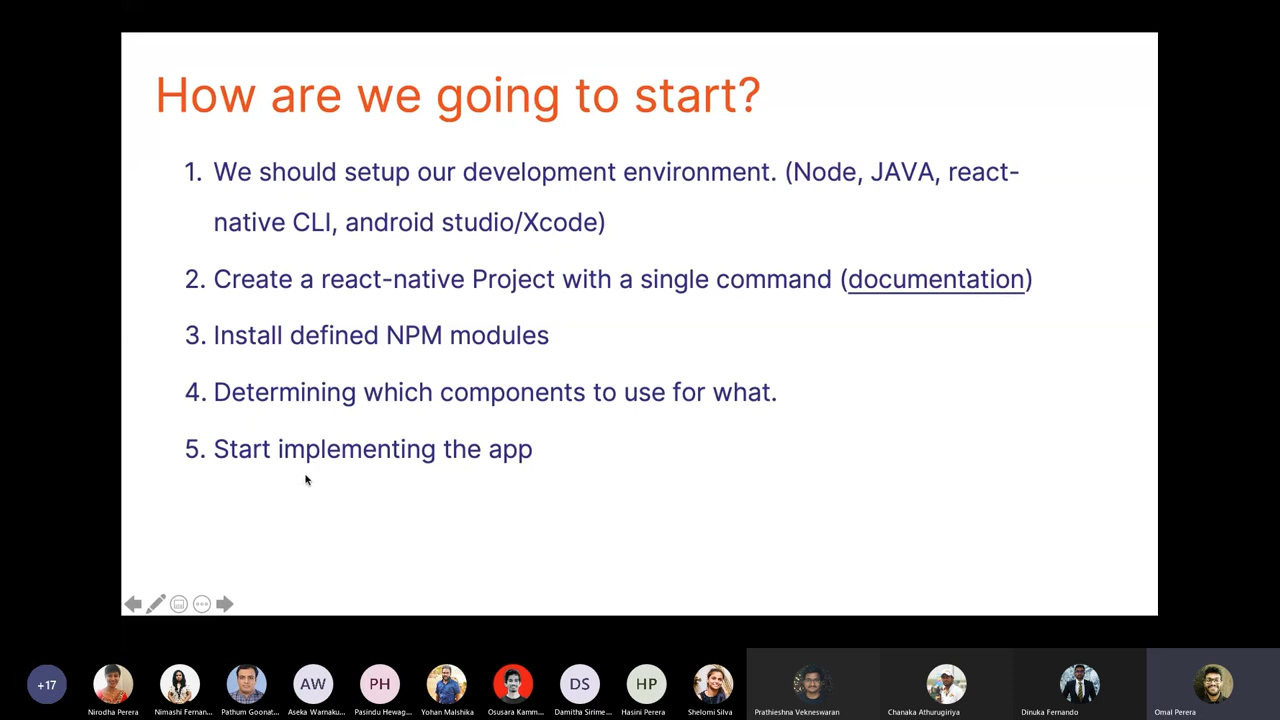 How are we going to start?
1. We should setup our development environment. (Node, JAVA, react-
native CLI, android studio/Xcode)
2. Create a react-native Project with a single command (documentation)
3. Install defined NPM modules
4. Determining which components to use for what.
5. Start implementing the app
+17
AW
PH
DS
HP
Nirodha Perera
Nimashi Fernan...
Pathum Goonat...
Aseka Warnaku...
Pasindu Hewag...
Yohan Malshika
Osusara Kamm...
Damitha Sirime...
Hasini Perera
Shelomi Silva
Prathieshna Vekneswaran
Chanaka Athurugiriya
Dinuka Fernando
Omal Perera